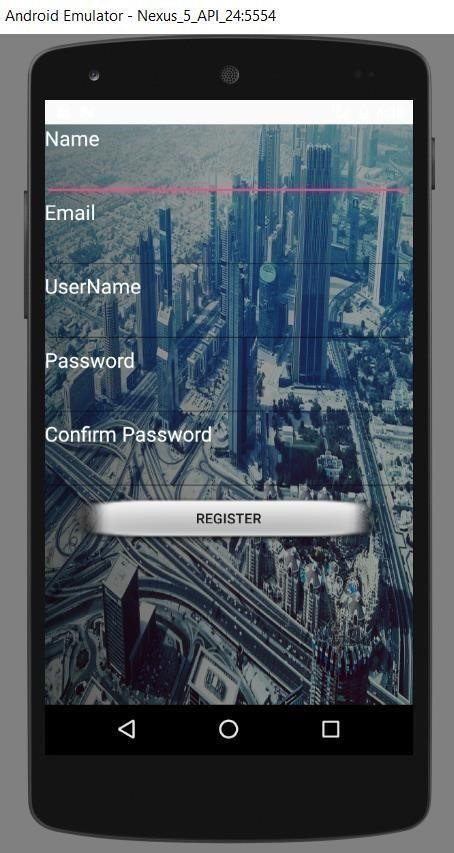 Android Emulator - Nexus_5_API_24:5554
Name
Email
UserName
Password
Confirm Password
REGISTER